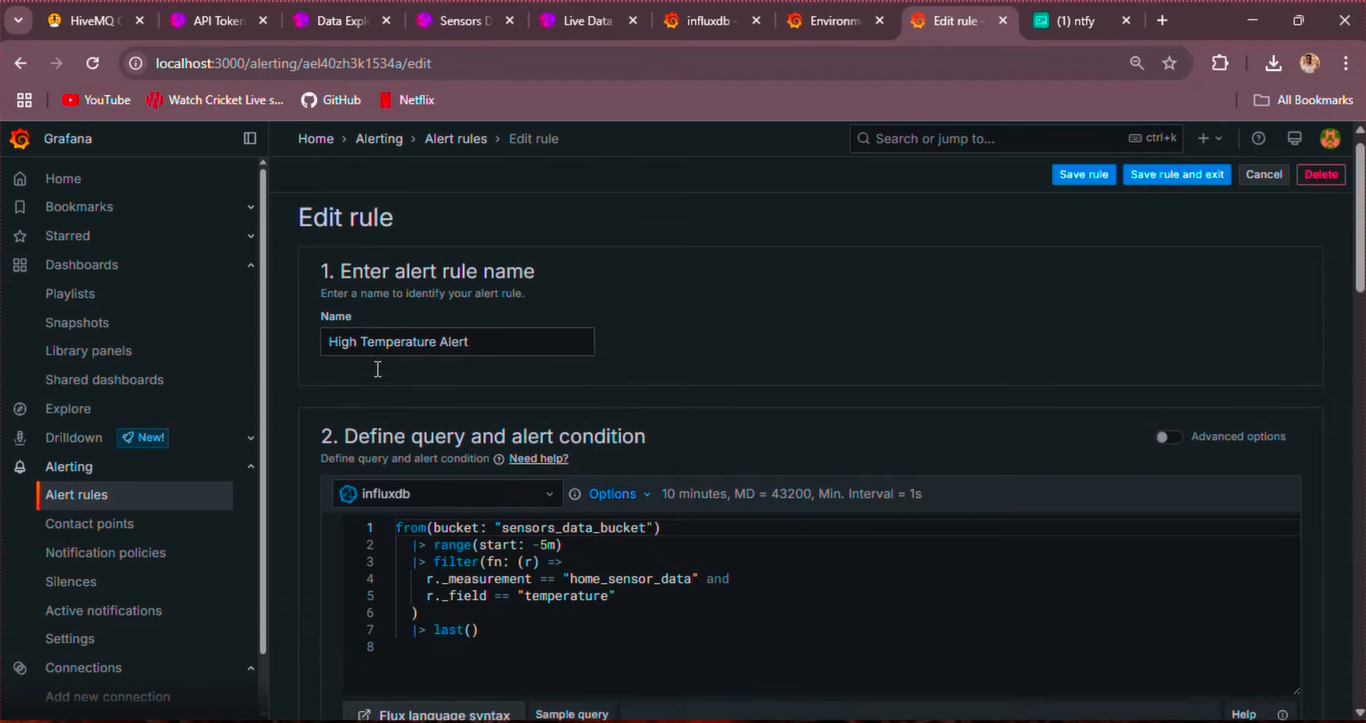 HiveMQ C
API Token
Data Expl
Sensors D
Live Data
influxdb -
Environm
Edit rule -
(1) ntfy
localhost:3000/alerting/ael40zh3k1534a/edit
YouTube
Watch Cricket Live s...
GitHub
Netflix
All Bookmarks
Grafana
Home › Alerting › Alert rules › Edit rule
Search or jump to...
ctrl+k
Save rule
Save rule and exit
Cancel
Delete
Home
Bookmarks
Starred
Dashboards
Playlists
Snapshots
Library panels
Shared dashboards
Explore
Drilldown
New!
Alerting
Alert rules
Contact points
Notification policies
Silences
Active notifications
Settings
Connections
Add new connection
Edit rule
1. Enter alert rule name
Enter a name to identify your alert rule.
Name
High Temperature Alert
2. Define query and alert condition
Advanced options
Define query and alert condition Need help?
influxdb
Options 10 minutes, MD = 43200, Min. Interval = 1s
1 from(bucket: "sensors_data_bucket")
2 |> range(start: -5m)
3 |> filter(fn: (r) =>
4 r._measurement == "home_sensor_data" and
5 r._field == "temperature"
6 )
7 |> last()
8
Flux language syntax
Sample query
Help